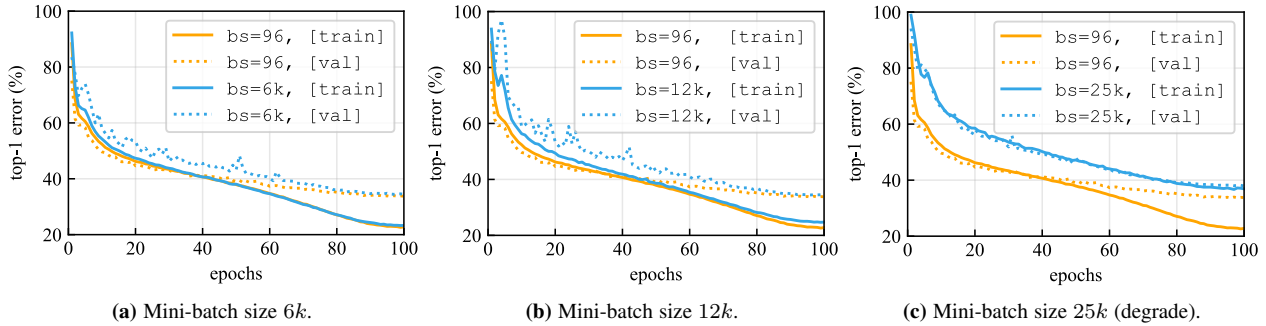 100
80
60
40
20
top-1 error (%)
bs=96, [train]
bs=96, [val]
bs=6k, [train]
bs=6k, [val]
0 20 40 60 80 100
epochs
(a) Mini-batch size 6k.
100
80
60
40
20
top-1 error (%)
bs=96, [train]
bs=96, [val]
bs=12k, [train]
bs=12k, [val]
0 20 40 60 80 100
epochs
(b) Mini-batch size 12k.
100
80
60
40
20
top-1 error (%)
bs=96, [train]
bs=96, [val]
bs=25k, [train]
bs=25k, [val]
0 20 40 60 80 100
epochs
(c) Mini-batch size 25k (degrade).